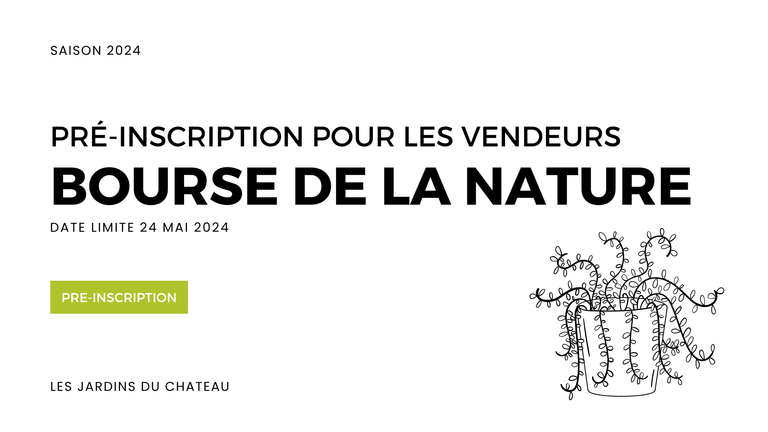 SAISON 2024
PRÉ-INSCRIPTION POUR LES VENDEURS
BOURSE DE LA NATURE
DATE LIMITE 24 MAI 2024
PRE-INSCRIPTION
LES JARDINS DU CHATEAU